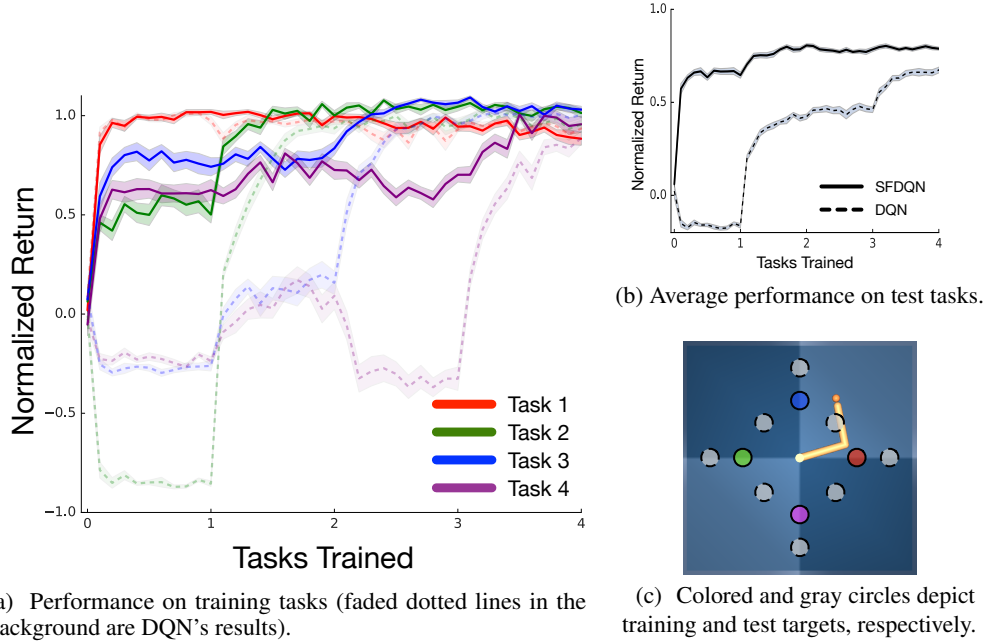 Normalized Return
1.0
0.5
0.0
−0.5
−1.0
Task 1
Task 2
Task 3
Task 4
0 1 2 3 4
Tasks Trained
a) Performance on training tasks (faded dotted lines in the
background are DQN's results).
Normalized Return
1.0
0.5
0.0
SFDQN
DQN
0 1 2 3 4
Tasks Trained
(b) Average performance on test tasks.
(c) Colored and gray circles depict
training and test targets, respectively.